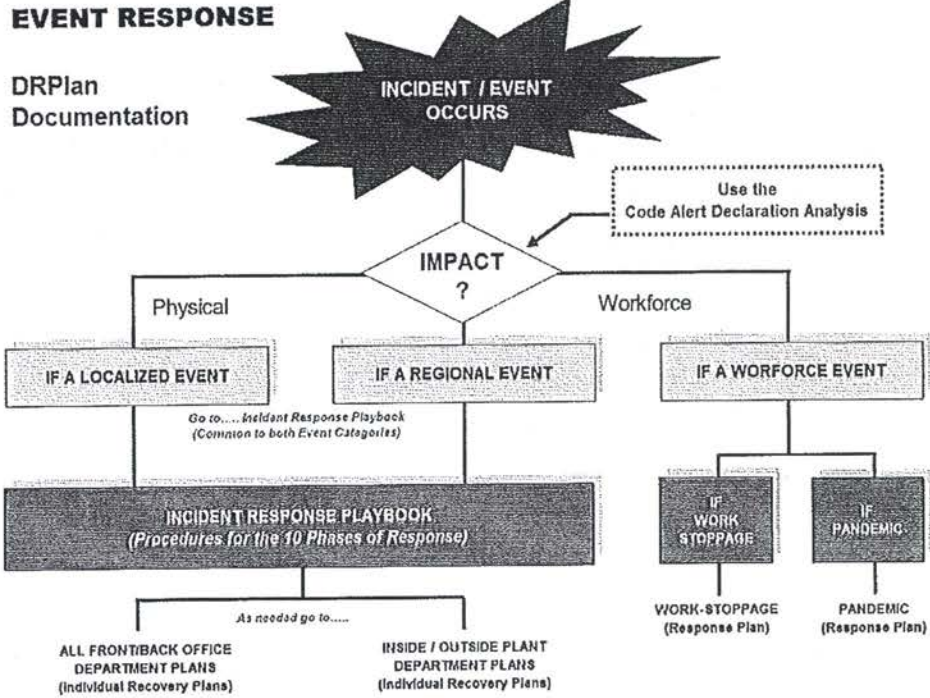 EVENT RESPONSE
DRPlan
Documentation
INCIDENT / EVENT
OCCURS
Use the
Code Alert Declaration Analysis
IMPACT
?
Physical
Workforce
IF A LOCALIZED EVENT
IF A REGIONAL EVENT
IF A WORFORCE EVENT
Go to..... Incident Response Playbook
(Common to both Event Categories)
INCIDENT RESPONSE PLAYBOOK
(Procedures for the 10 Phases of Response)
IF
WORK
STOPPAGE
IF
PANDEMIC
As needed go to.....
WORK-STOPPAGE
(Response Plan)
PANDEMIC
(Response Plan)
ALL FRONT/BACK OFFICE
DEPARTMENT PLANS
(Individual Recovery Plans)
INSIDE / OUTSIDE PLANT
DEPARTMENT PLANS
(Individual Recovery Plans)